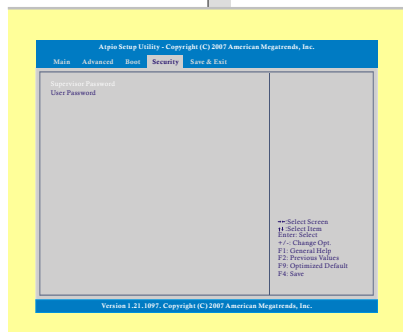 Atpio Setup Utility - Copyright (C) 2007 American Megatrends, Inc.
Main Advanced Boot Security Save & Exit
Supervisor Password
User Password
→←:Select Screen
↑↓:Select Item
Enter: Select
+/-: Change Opt.
F1: General Help
F2: Previous Values
F9: Optimized Default
F4: Save
Version 1.21.1097. Copyright (C) 2007 American Megatrends, Inc.